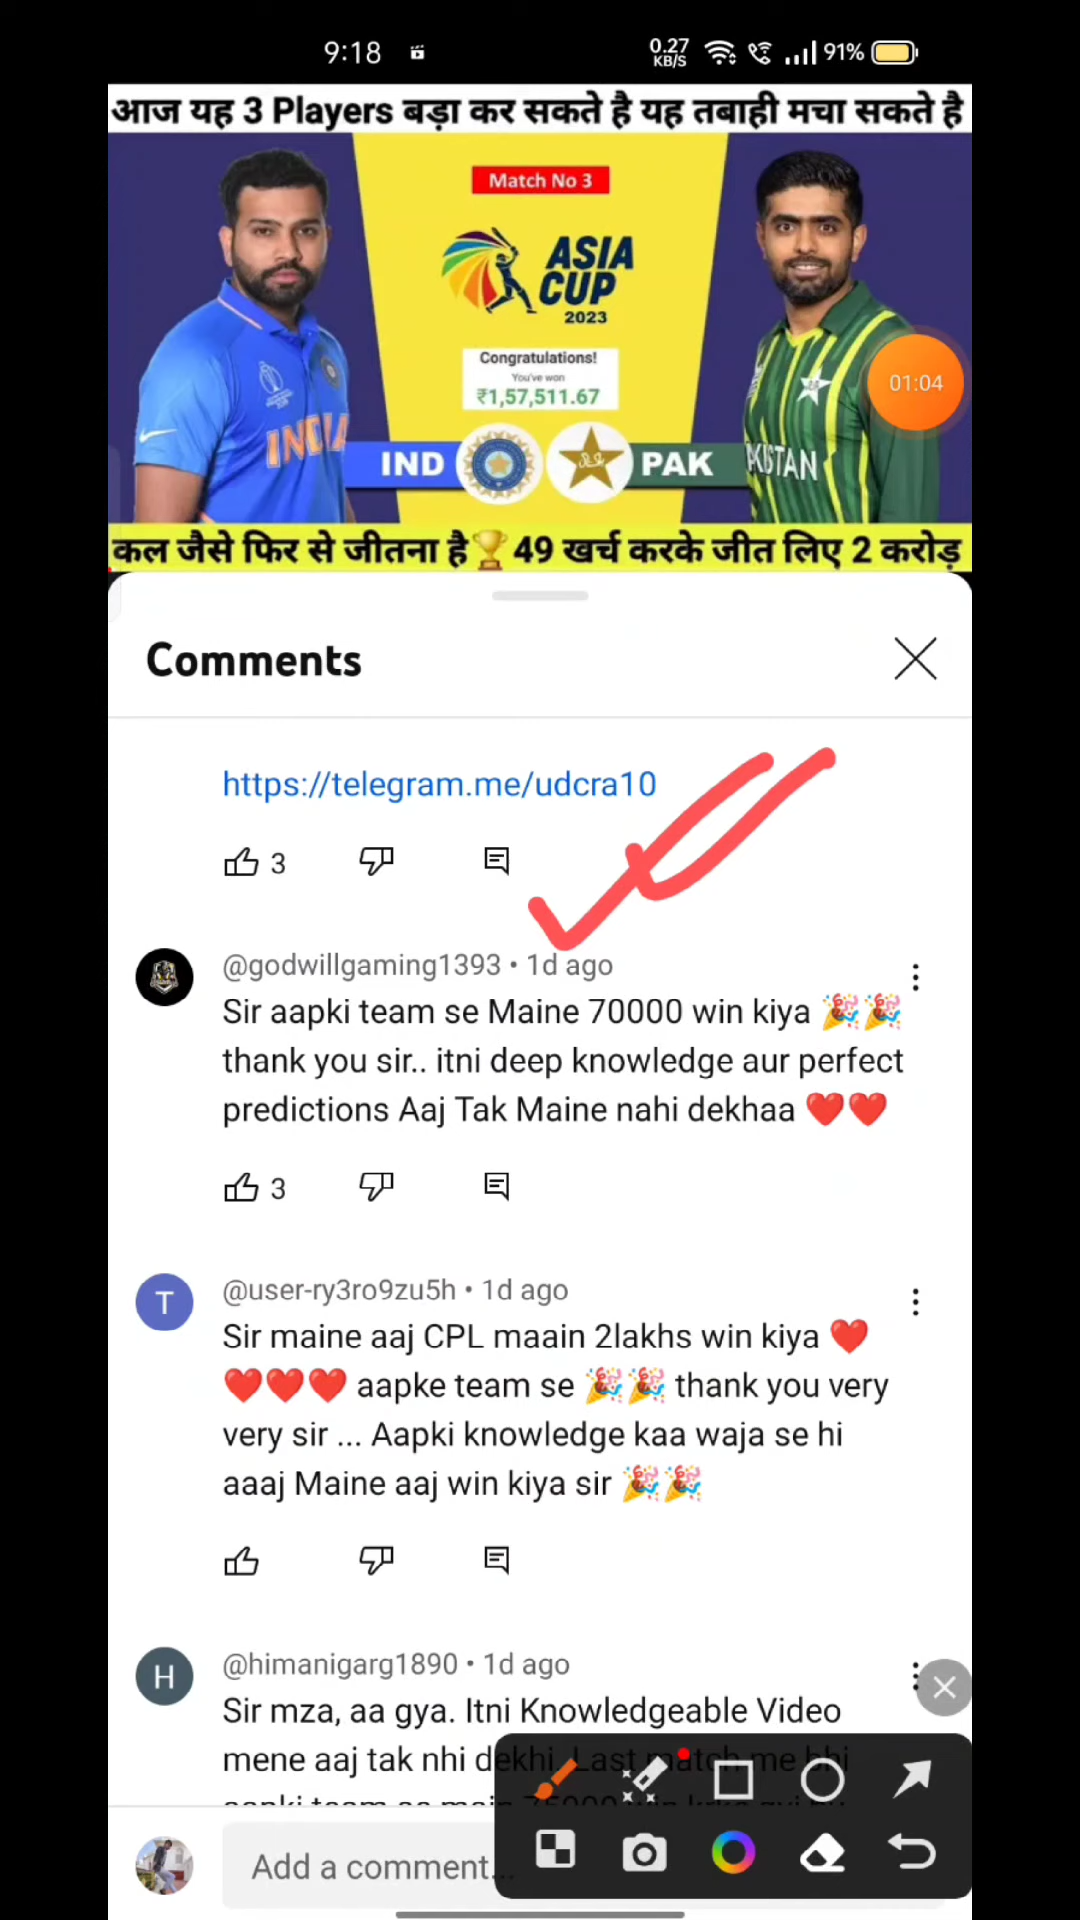 9:18
0.27 KB/S
91%
आज यह 3 Players बड़ा कर सकते है यह तबाही मचा सकते है
Match No 3
ASIA
CUP
2023
Congratulations!
You've won
₹1,57,511.67
01:04
INDIA
IND
PAK
KISTAN
कल जैसे फिर से जीतना है🏆49 खर्च करके जीत लिए 2 करोड़
Comments
https://telegram.me/udcra10
3
@godwillgaming1393 • 1d ago
Sir aapki team se Maine 70000 win kiya 🎉🎉
thank you sir.. itni deep knowledge aur perfect
predictions Aaj Tak Maine nahi dekhaa ❤️❤️
3
T
@user-ry3ro9zu5h • 1d ago
Sir maine aaj CPL maain 2lakhs win kiya ❤️
❤️❤️❤️ aapke team se 🎉🎉 thank you very
very sir ... Aapki knowledge kaa waja se hi
aaaj Maine aaj win kiya sir 🎉🎉
H
@himanigarg1890 • 1d ago
Sir mza, aa gya. Itni Knowledgeable Video
mene aaj tak nhi dekhi. Last match me bhi
Add a comment...